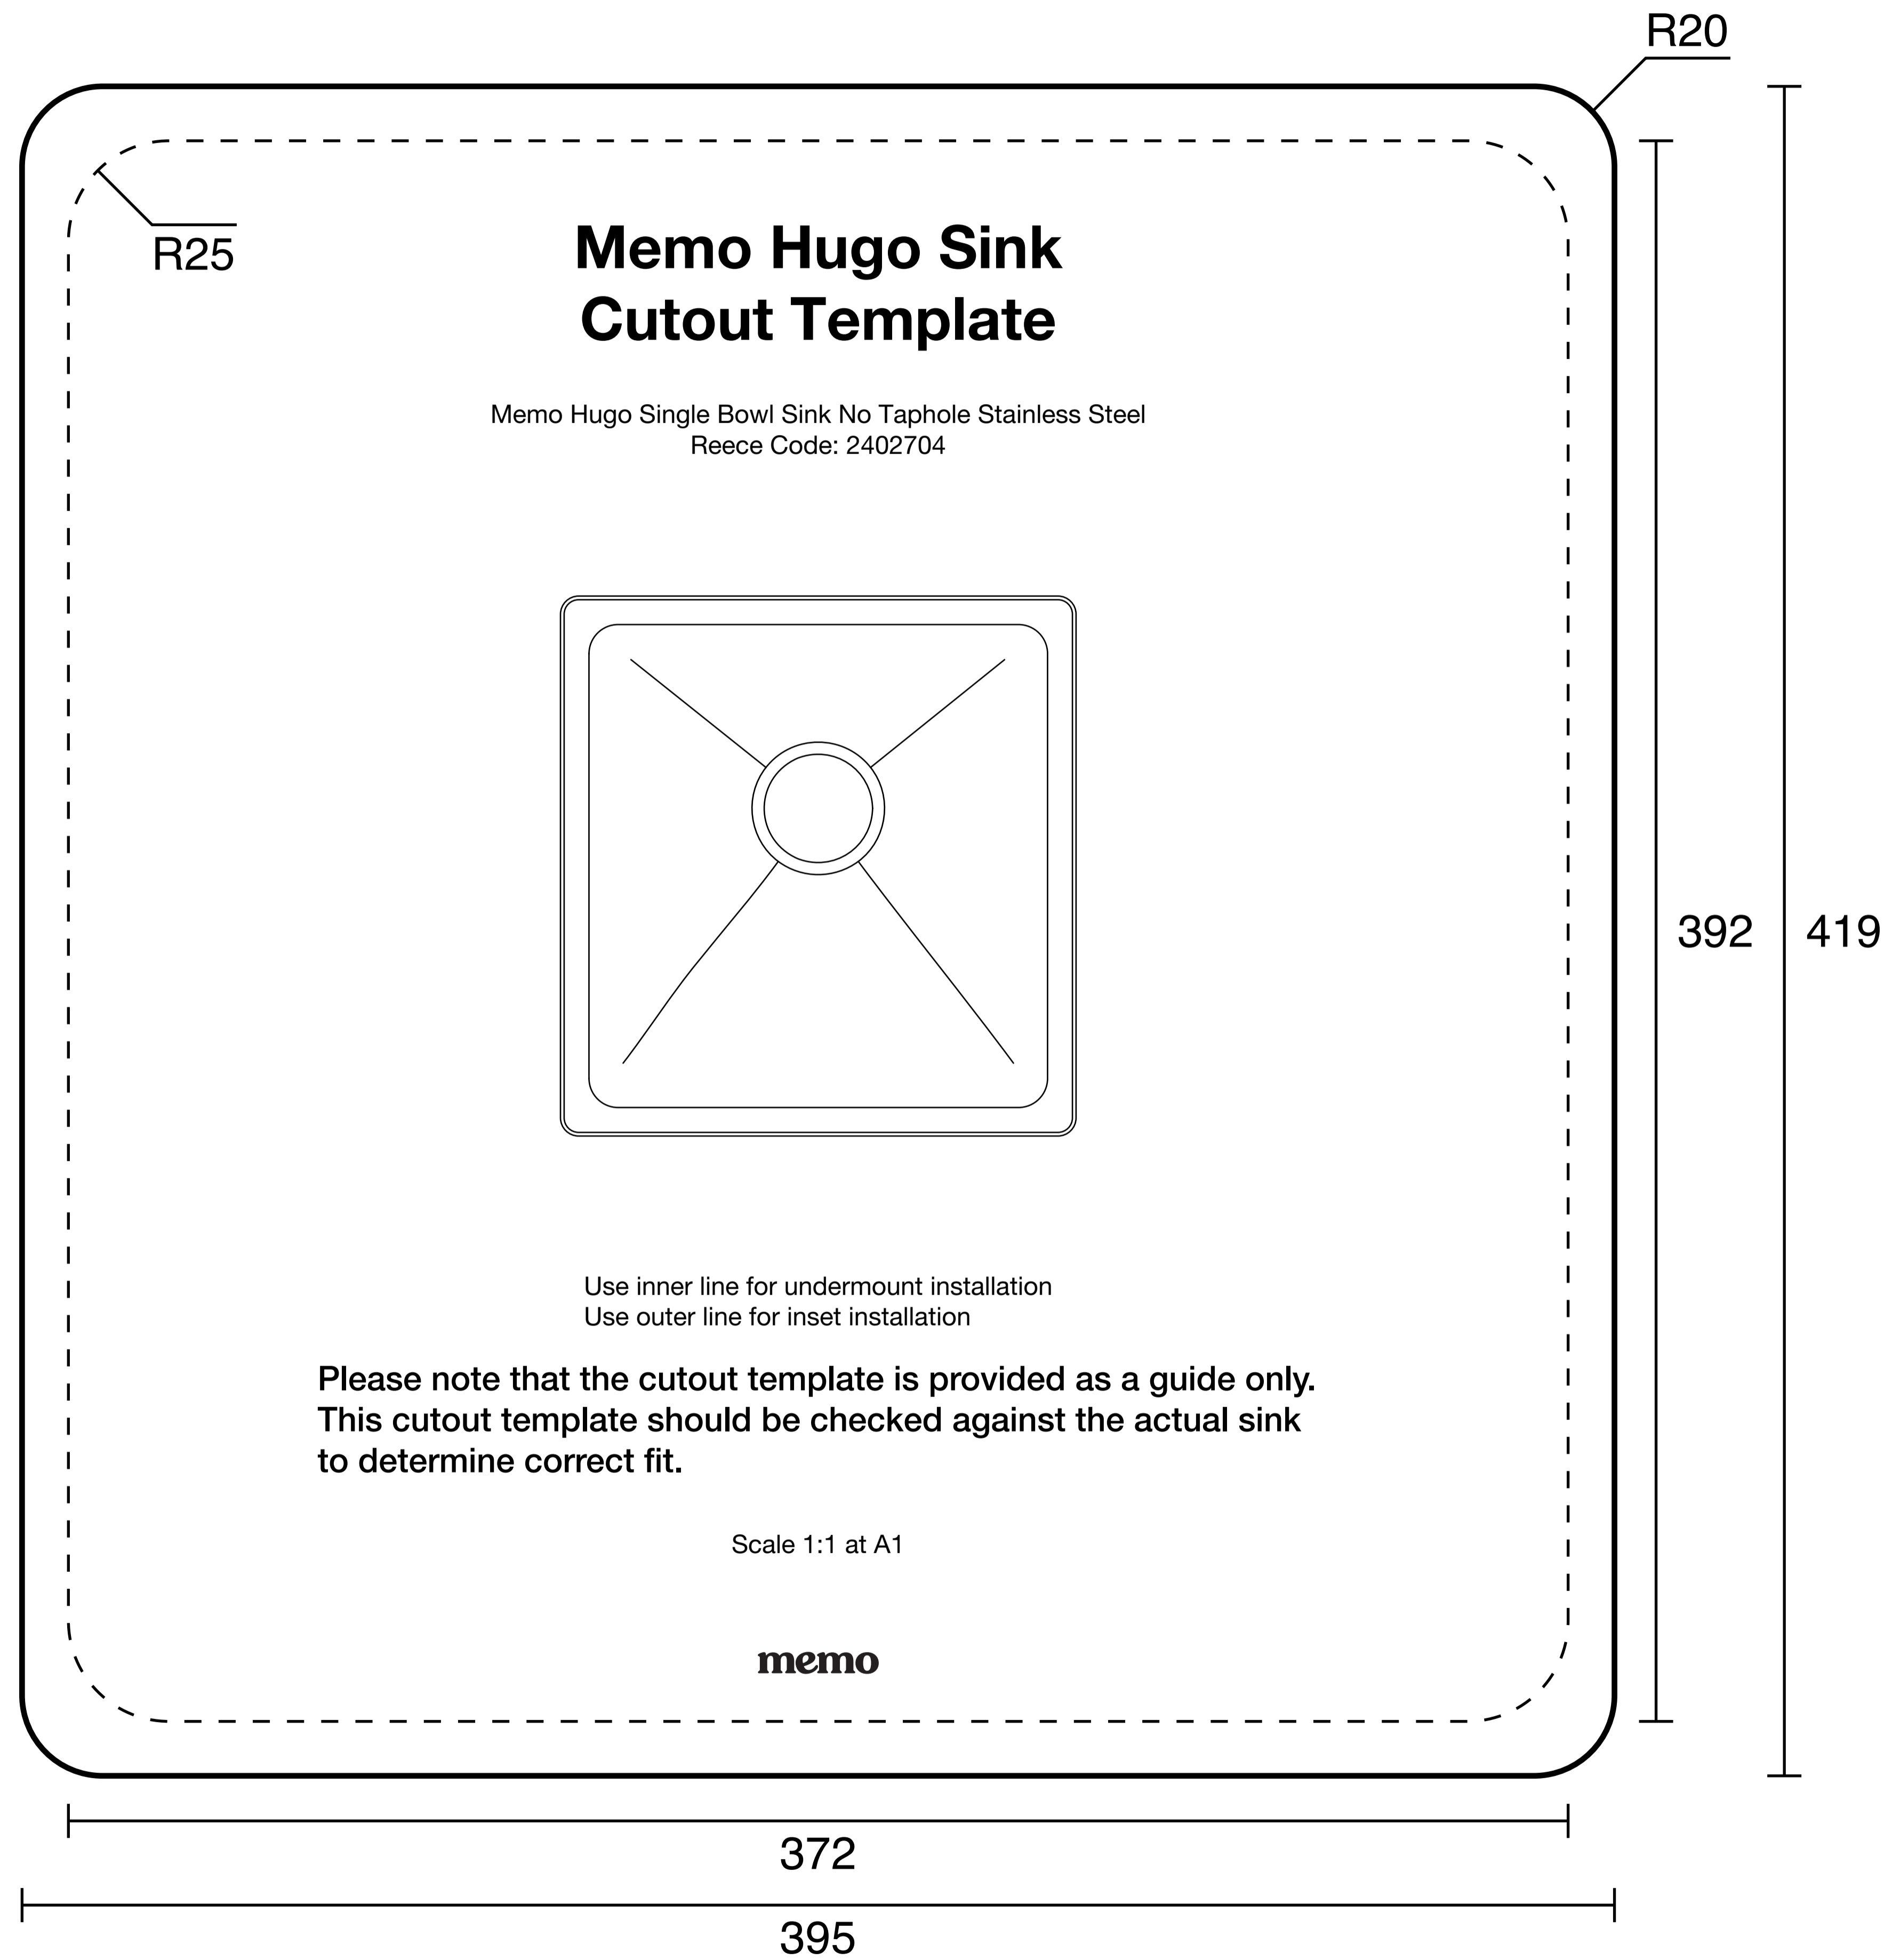 R20
R25
Memo Hugo Sink
Cutout Template
Memo Hugo Single Bowl Sink No Taphole Stainless Steel
Reece Code: 2402704
392
419
Use inner line for undermount installation
Use outer line for inset installation
Please note that the cutout template is provided as a guide only.
This cutout template should be checked against the actual sink
to determine correct fit.
Scale 1:1 at A1
memo
372
395